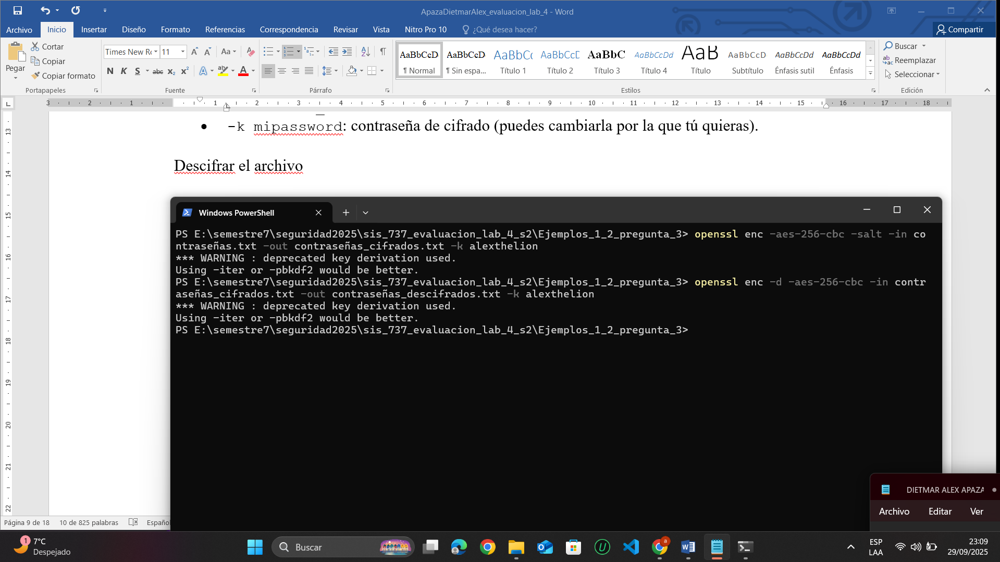 ApazaDietmarAlex_evaluacion_lab_4 - Word
Archivo Inicio Insertar Diseño Formato Referencias Correspondencia Revisar Vista Nitro Pro 10 ¿Qué desea hacer? Compartir
Pegar
Cortar
Copiar
Copiar formato
Portapapeles
Times New Ro 11
Fuente
Párrafo
AaBbCcD AaBbCcD AaBbC AaBbCcD AaBbC AaBbCcDd AaB AaBbCcD AaBbCcDd AaBbCcDd
¶ Normal ¶ Sin espa... Título 1 Título 2 Título 3 Título 4 Título Subtítulo Énfasis sutil Énfasis
Estilos
Buscar
Reemplazar
Seleccionar
Edición
3 2 1 1 2 3 4 5 6 7 8 9 10 11 12 13 14 15 16 17 18
13
14
15
16
17
18
19
20
21
22
• -k mipassword: contraseña de cifrado (puedes cambiarla por la que tú quieras).
Descifrar el archivo
Windows PowerShell
PS E:\semestre7\seguridad2025\sis_737_evaluacion_lab_4_s2\Ejemplos_1_2_pregunta_3> openssl enc -aes-256-cbc -salt -in co
ntraseñas.txt -out contraseñas_cifrados.txt -k alexthelion
*** WARNING : deprecated key derivation used.
Using -iter or -pbkdf2 would be better.
PS E:\semestre7\seguridad2025\sis_737_evaluacion_lab_4_s2\Ejemplos_1_2_pregunta_3> openssl enc -d -aes-256-cbc -in contr
aseñas_cifrados.txt -out contraseñas_descifrados.txt -k alexthelion
*** WARNING : deprecated key derivation used.
Using -iter or -pbkdf2 would be better.
PS E:\semestre7\seguridad2025\sis_737_evaluacion_lab_4_s2\Ejemplos_1_2_pregunta_3>
DIETMAR ALEX APAZA
Archivo Editar Ver
Página 9 de 18 10 de 825 palabras Español
1
7°C
Despejado
Buscar
ESP
LAA
23:09
29/09/2025